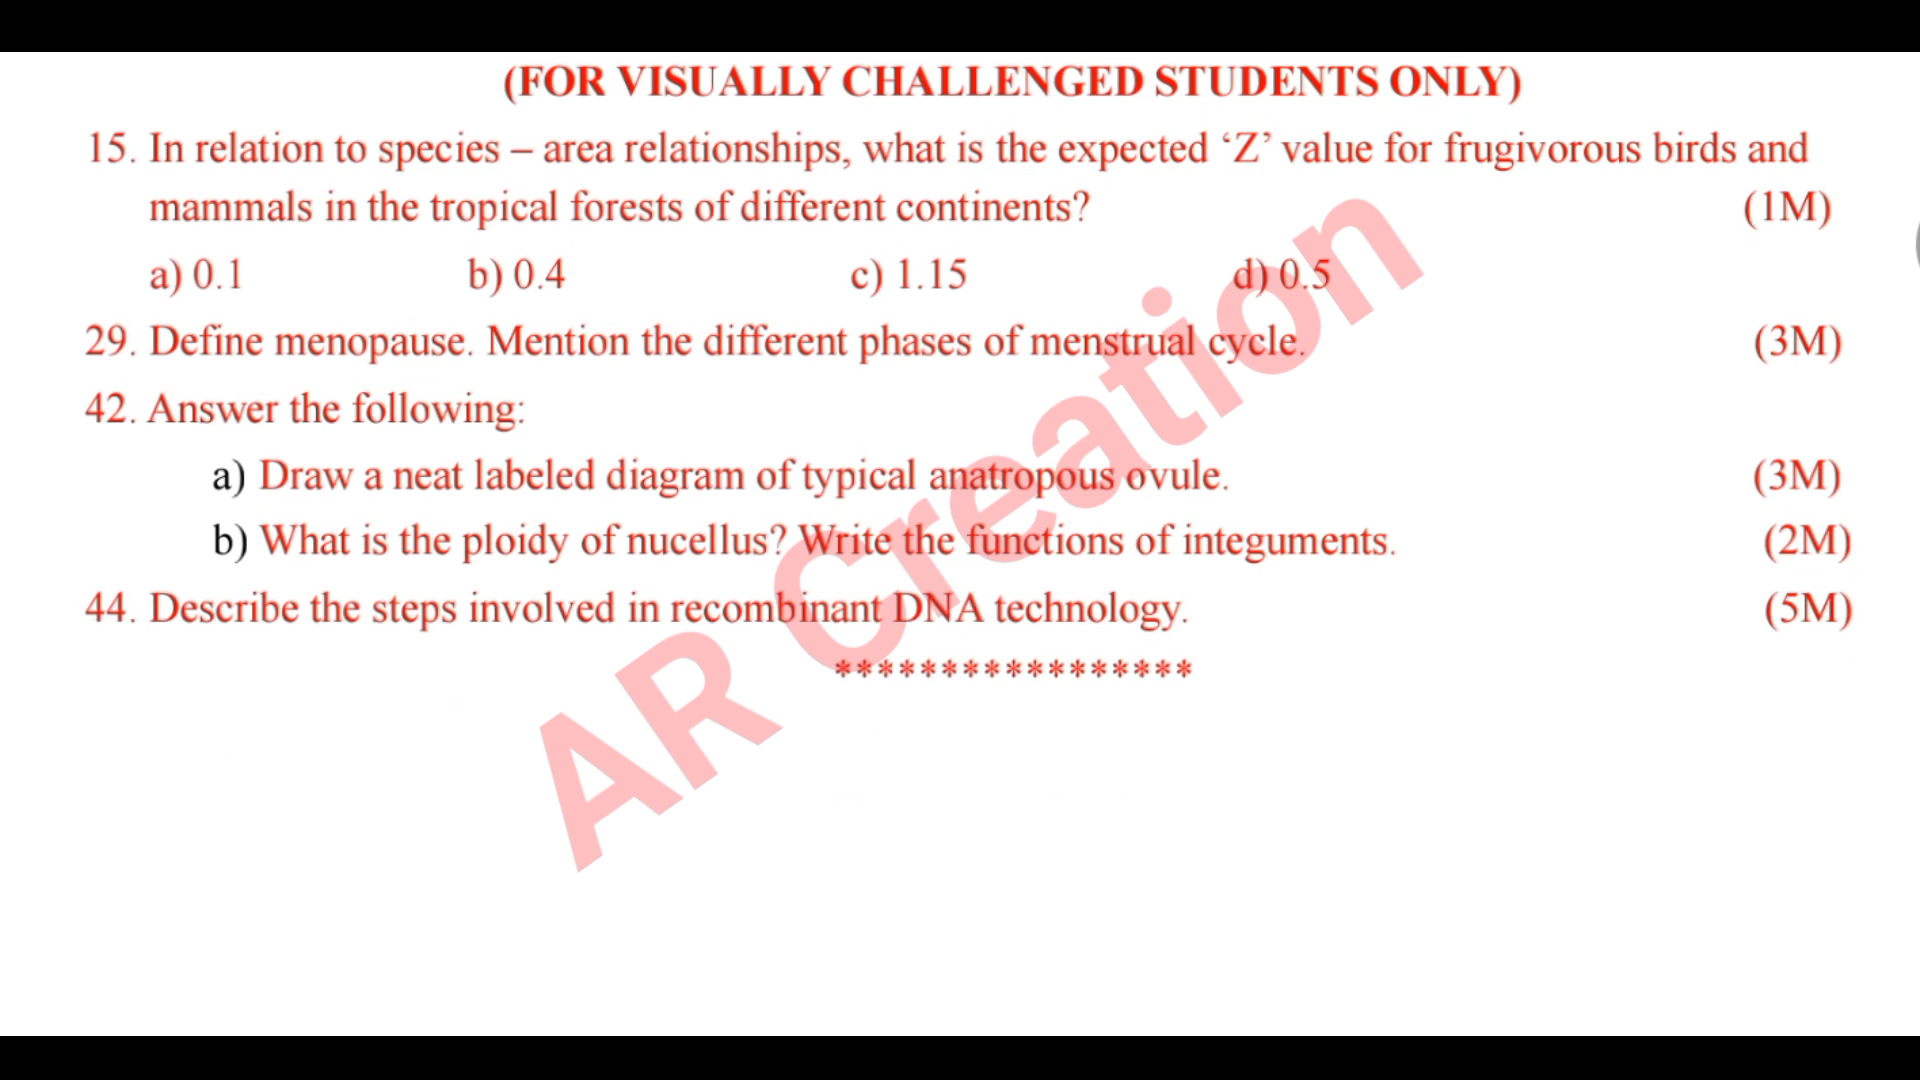 (FOR VISUALLY CHALLENGED STUDENTS ONLY)
15. In relation to species – area relationships, what is the expected ‘Z’ value for frugivorous birds and
mammals in the tropical forests of different continents? (1M)
a) 0.1 b) 0.4 c) 1.15 d) 0.5
29. Define menopause. Mention the different phases of menstrual cycle. (3M)
42. Answer the following:
a) Draw a neat labeled diagram of typical anatropous ovule. (3M)
b) What is the ploidy of nucellus? Write the functions of integuments. (2M)
44. Describe the steps involved in recombinant DNA technology. (5M)
*****************
AR Creation